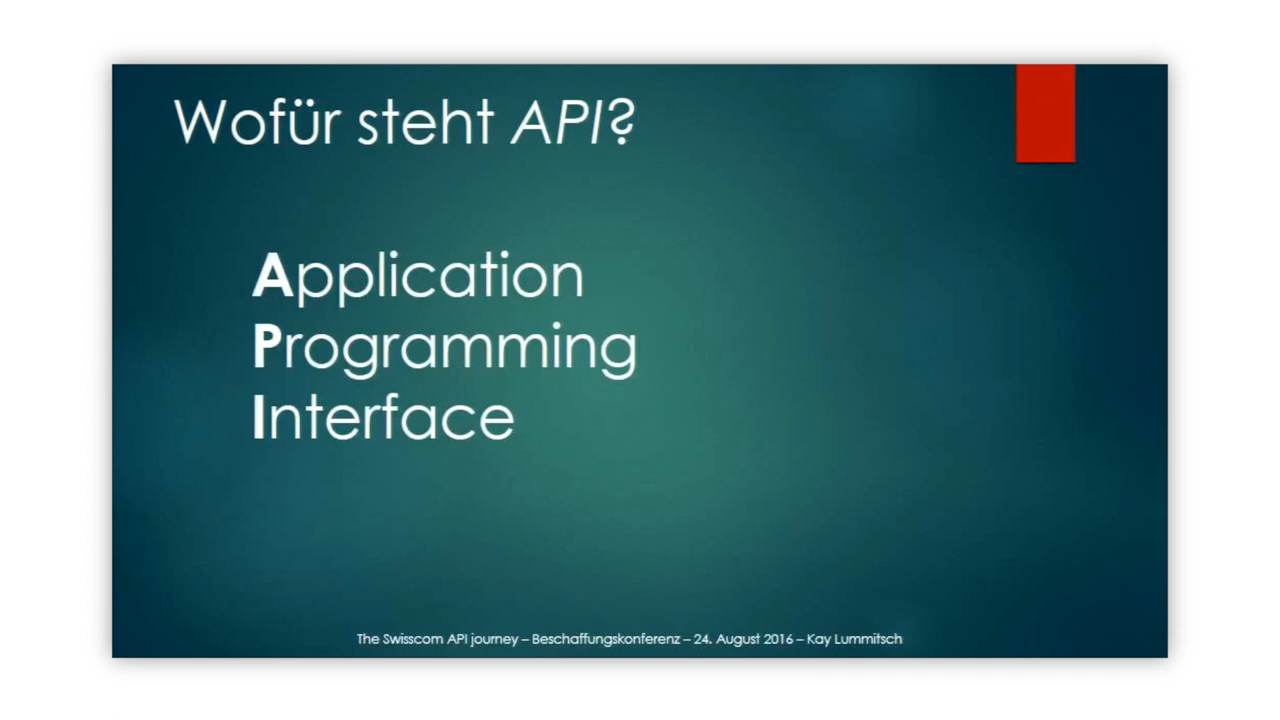 Wofür steht API?
Application
Programming
Interface
The Swisscom API journey – Beschaffungskonferenz – 24. August 2016 – Kay Lummitsch